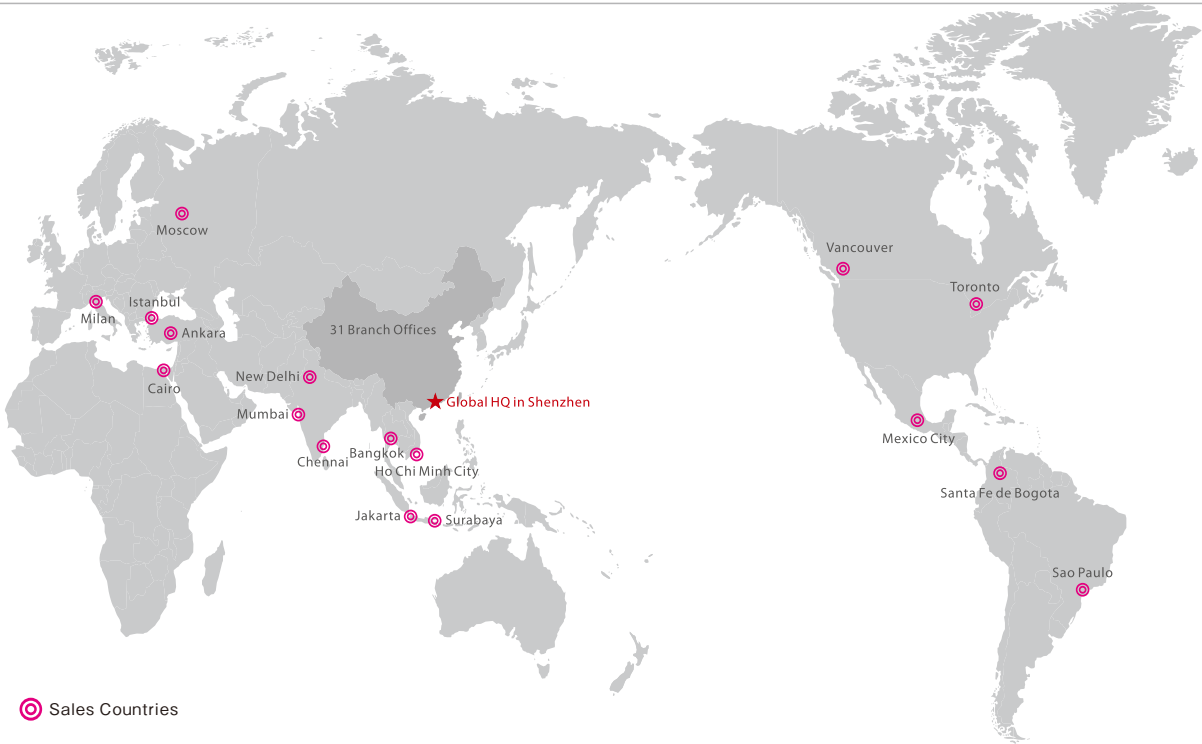 Moscow
Vancouver
Toronto
Istanbul
Milan
Ankara
31 Branch Offices
New Delhi
Cairo
Global HQ in Shenzhen
Mumbai
Mexico City
Bangkok
Chennai
Ho Chi Minh City
Santa Fe de Bogota
Jakarta
Surabaya
Sao Paulo
Sales Countries